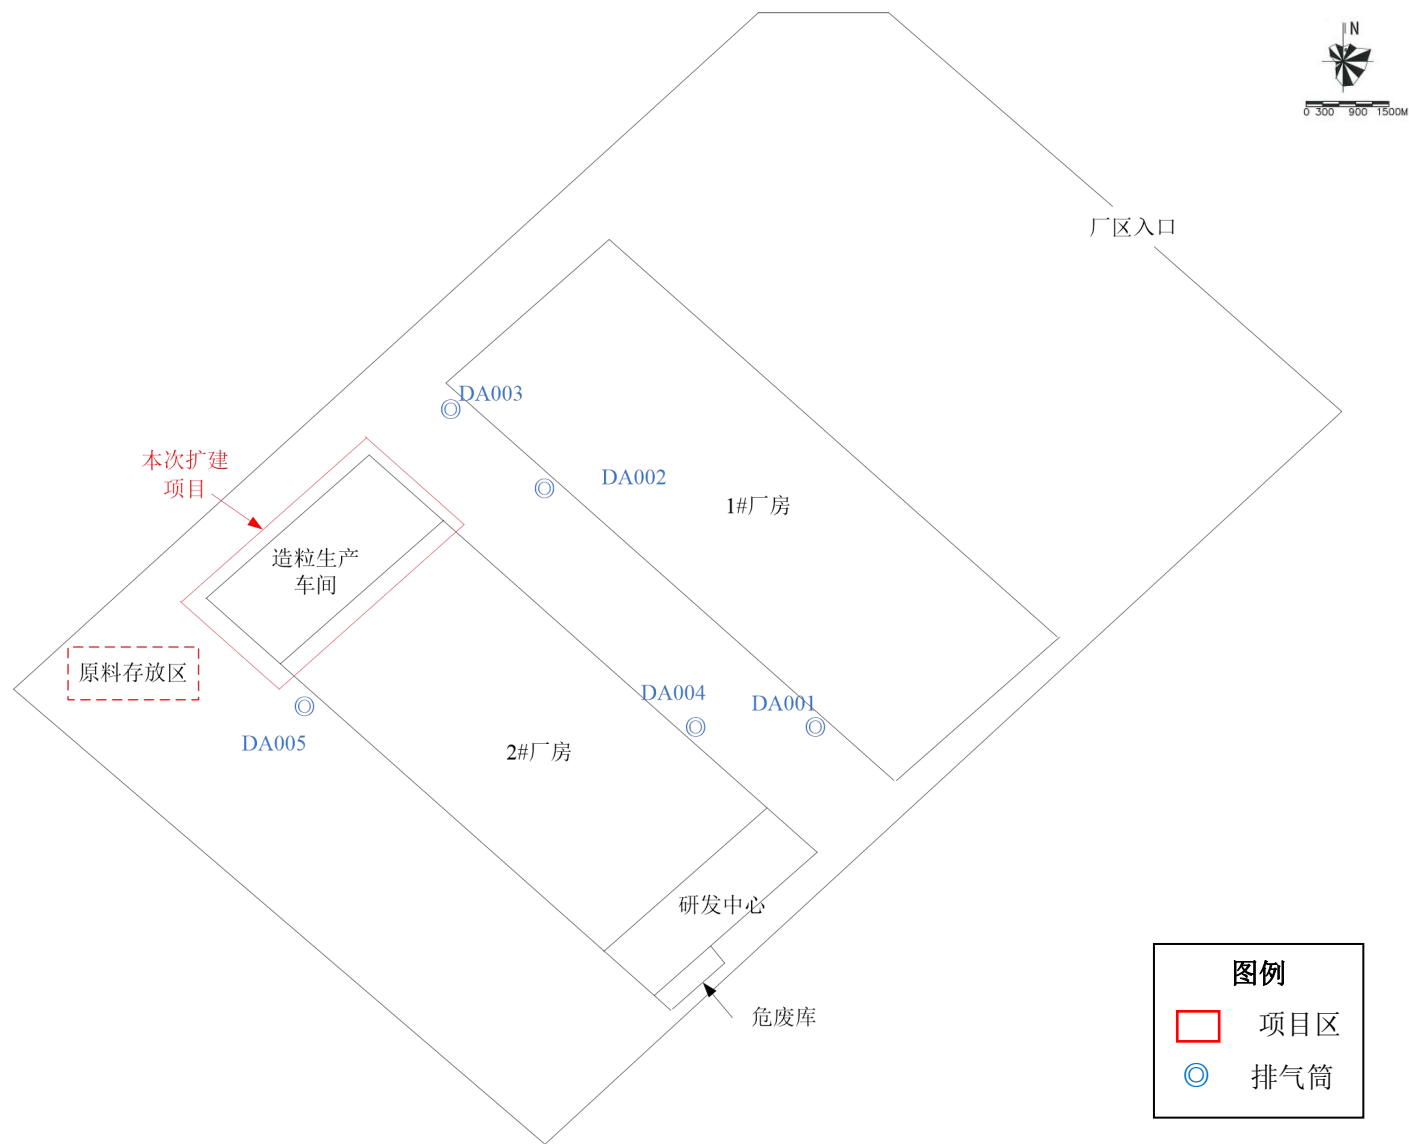 N
0 300 900 1500M
厂区入口
DA003
本次扩建
项目
DA002
1#厂房
造粒生产
车间
原料存放区
DA004
DA001
DA005
2#厂房
研发中心
危废库
图例
项目区
排气筒